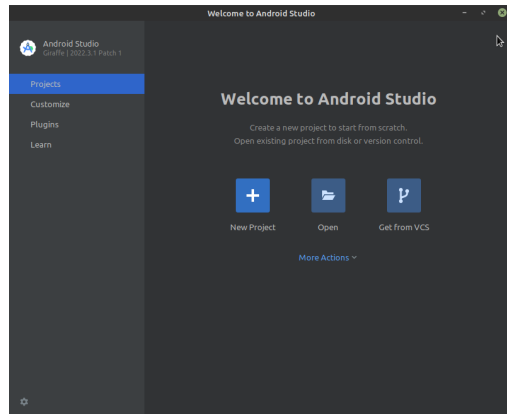 Welcome to Android Studio
Android Studio
Giraffe | 2022.3.1 Patch 1
Projects
Customize
Plugins
Learn
Welcome to Android Studio
Create a new project to start from scratch.
Open existing project from disk or version control.
New Project
Open
Get from VCS
More Actions